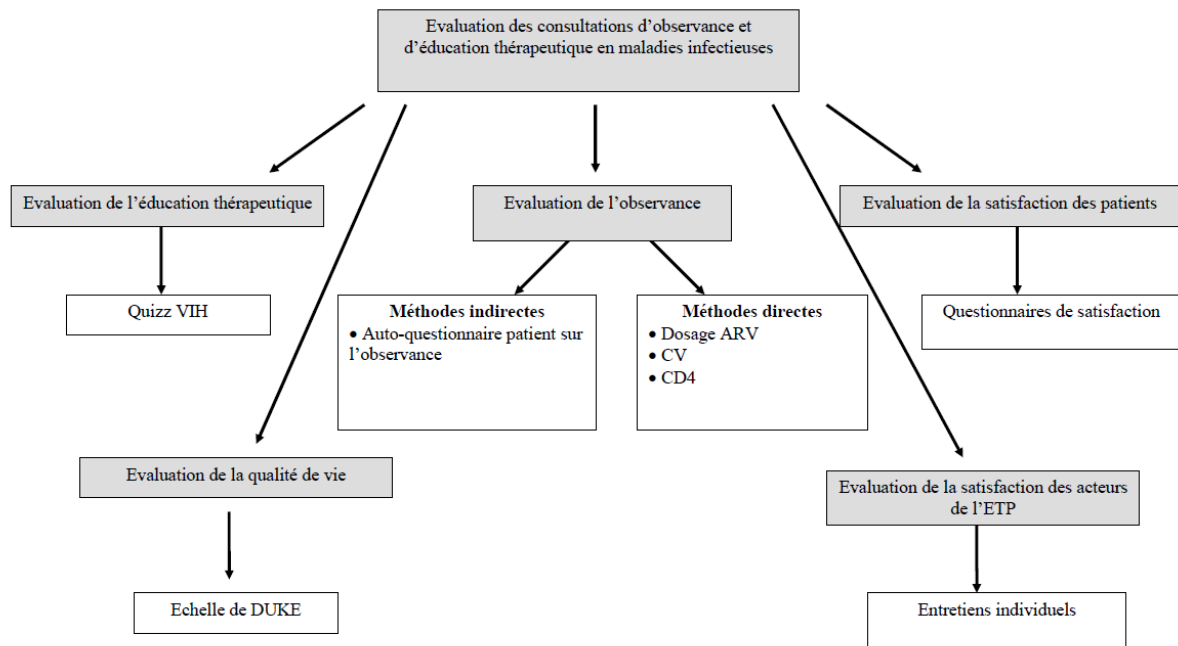 Evaluation des consultations d’observance et
d’éducation thérapeutique en maladies infectieuses
Evaluation de l’éducation thérapeutique
Evaluation de l’observance
Evaluation de la satisfaction des patients
Quizz VIH
Méthodes indirectes
• Auto-questionnaire patient sur
l’observance
Méthodes directes
• Dosage ARV
• CV
• CD4
Questionnaires de satisfaction
Evaluation de la qualité de vie
Evaluation de la satisfaction des acteurs
de l’ETP
Echelle de DUKE
Entretiens individuels